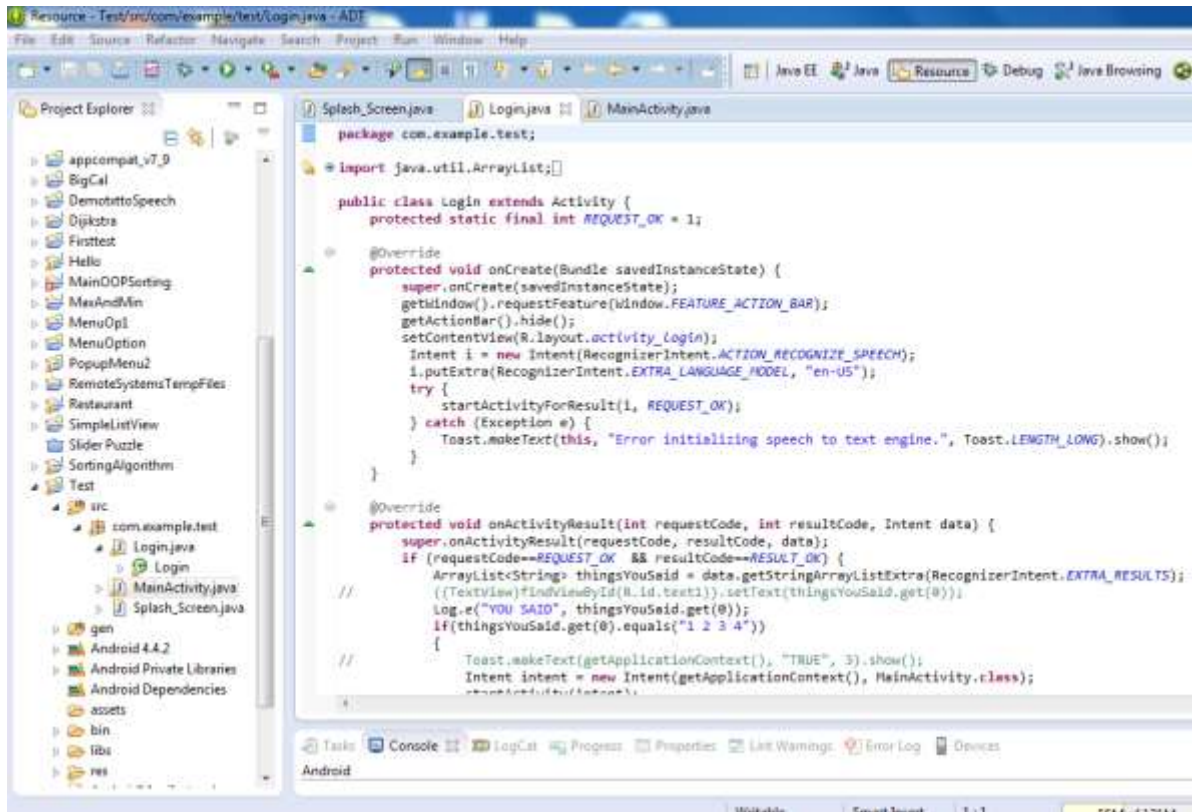 Resource - Test/src/com/example/test/Login.java - ADT
File Edit Source Refactor Navigate Search Project Run Window Help
Java EE Java Resource Debug Java Browsing
Project Explorer
appcompat_v7_9
BigCal
DemotxttoSpeech
Dijikstra
Firsttest
Hello
MainOOPSorting
MaxAndMin
MenuOp1
MenuOption
PopupMenu2
RemoteSystemsTempFiles
Restaurant
SimpleListView
Slider Puzzle
SortingAlgorithm
Test
src
com.example.test
Login.java
Login
MainActivity.java
Splash_Screen.java
gen
Android 4.4.2
Android Private Libraries
Android Dependencies
assets
bin
libs
res
Splash_Screen.java Login.java MainActivity.java
package com.example.test;
import java.util.ArrayList;
public class Login extends Activity {
protected static final int REQUEST_OK = 1;
@Override
protected void onCreate(Bundle savedInstanceState) {
super.onCreate(savedInstanceState);
getWindow().requestFeature(Window.FEATURE_ACTION_BAR);
getActionBar().hide();
setContentView(R.layout.activity_login);
Intent i = new Intent(RecognizerIntent.ACTION_RECOGNIZE_SPEECH);
i.putExtra(RecognizerIntent.EXTRA_LANGUAGE_MODEL, "en-US");
try {
startActivityForResult(i, REQUEST_OK);
} catch (Exception e) {
Toast.makeText(this, "Error initializing speech to text engine.", Toast.LENGTH_LONG).show();
}
}
@Override
protected void onActivityResult(int requestCode, int resultCode, Intent data) {
super.onActivityResult(requestCode, resultCode, data);
if (requestCode==REQUEST_OK && resultCode==RESULT_OK) {
ArrayList<String> thingsYouSaid = data.getStringArrayListExtra(RecognizerIntent.EXTRA_RESULTS);
// ((TextView)findViewById(R.id.text1)).setText(thingsYouSaid.get(0));
Log.e("YOU SAID", thingsYouSaid.get(0));
if(thingsYouSaid.get(0).equals("1 2 3 4"))
{
// Toast.makeText(getApplicationContext(), "TRUE", 3).show();
Intent intent = new Intent(getApplicationContext(), MainActivity.class);
startActivity(intent);
Tasks Console LogCat Progress Properties Lint Warnings Error Log Devices
Android
Writable Smart Insert 1 : 1